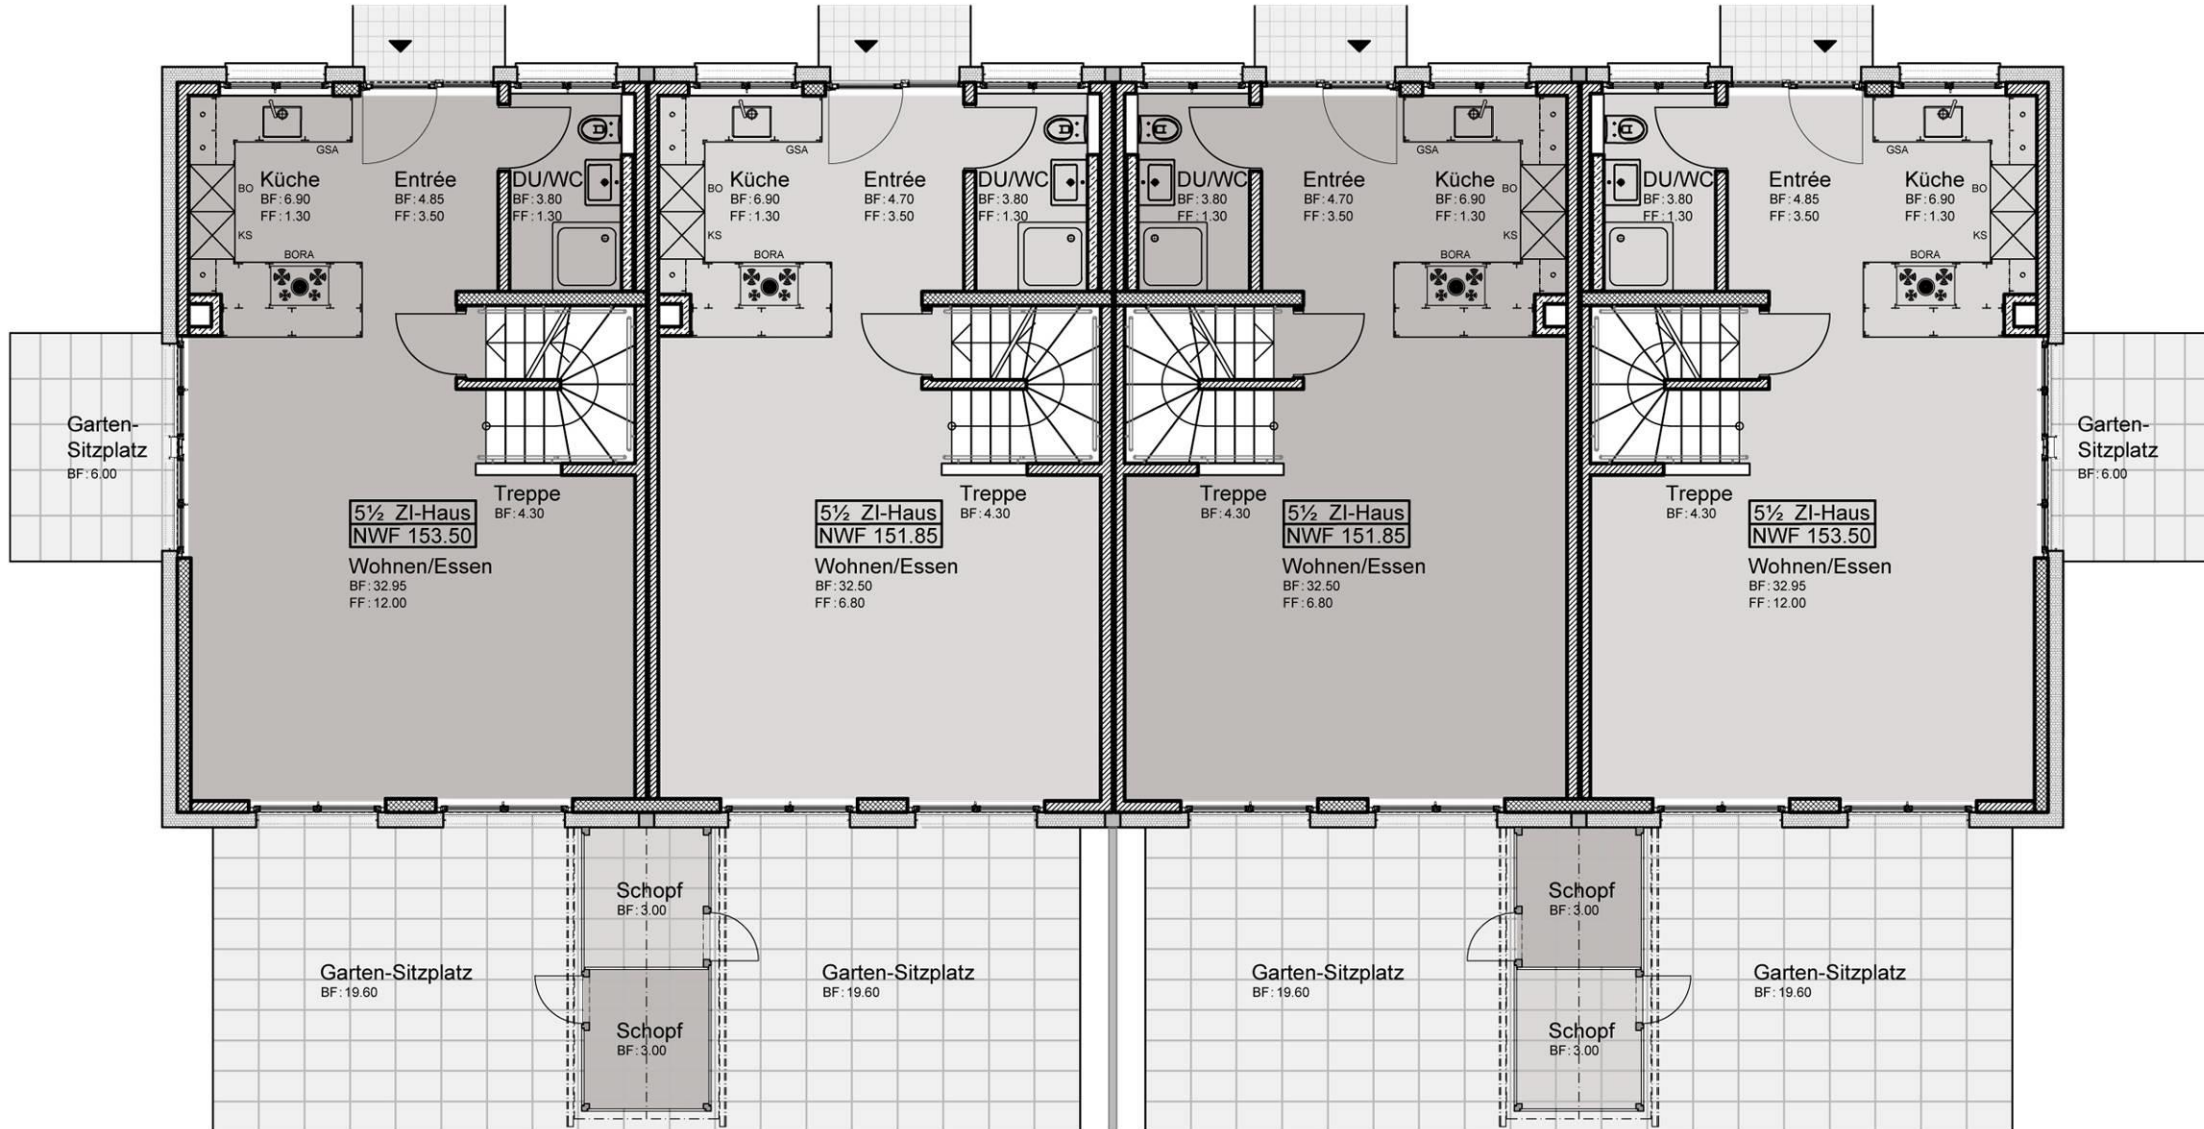 GSA
Küche
BF: 6.90
FF: 1.30
BO
KS
BORA
Entrée
BF: 4.85
FF: 3.50
DU/WC
BF: 3.80
FF: 1.30
GSA
Küche
BF: 6.90
FF: 1.30
BO
KS
BORA
Entrée
BF: 4.70
FF: 3.50
DU/WC
BF: 3.80
FF: 1.30
DU/WC
BF: 3.80
FF: 1.30
Entrée
BF: 4.70
FF: 3.50
GSA
Küche
BF: 6.90
FF: 1.30
BO
KS
BORA
DU/WC
BF: 3.80
FF: 1.30
Entrée
BF: 4.85
FF: 3.50
GSA
Küche
BF: 6.90
FF: 1.30
BO
KS
BORA
Garten-
Sitzplatz
BF: 6.00
Treppe
BF: 4.30
5½ ZI-Haus
NWF 153.50
Wohnen/Essen
BF: 32.95
FF: 12.00
Treppe
BF: 4.30
5½ ZI-Haus
NWF 151.85
Wohnen/Essen
BF: 32.50
FF: 6.80
Treppe
BF: 4.30
5½ ZI-Haus
NWF 151.85
Wohnen/Essen
BF: 32.50
FF: 6.80
Treppe
BF: 4.30
5½ ZI-Haus
NWF 153.50
Wohnen/Essen
BF: 32.95
FF: 12.00
Garten-
Sitzplatz
BF: 6.00
Schopf
BF: 3.00
Schopf
BF: 3.00
Garten-Sitzplatz
BF: 19.60
Garten-Sitzplatz
BF: 19.60
Garten-Sitzplatz
BF: 19.60
Garten-Sitzplatz
BF: 19.60
Schopf
BF: 3.00
Schopf
BF: 3.00